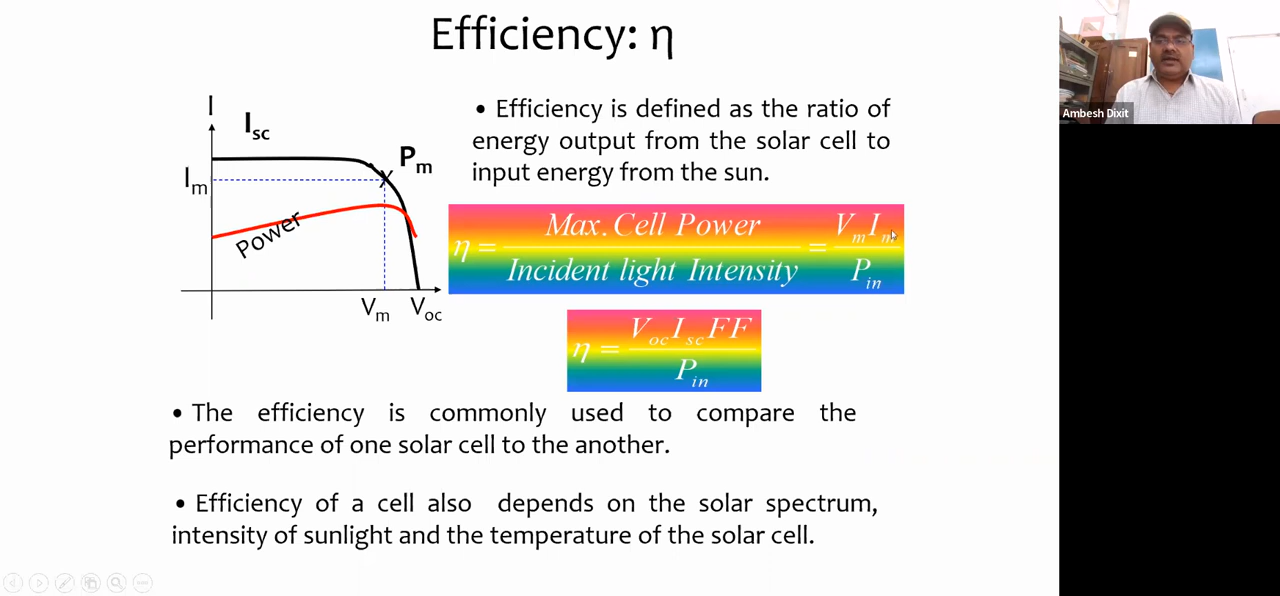 Efficiency: η
I
Isc
Pm
Im
Power
Vm
Voc
• Efficiency is defined as the ratio of
energy output from the solar cell to
input energy from the sun.
η = Max. Cell Power / Incident light Intensity = VmIm / Pin
η = VocIscFF / Pin
• The efficiency is commonly used to compare the
performance of one solar cell to the another.
• Efficiency of a cell also depends on the solar spectrum,
intensity of sunlight and the temperature of the solar cell.
Ambesh Dixit